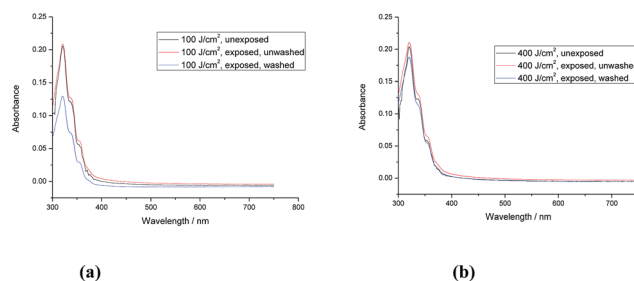 0.25
0.20
0.15
0.10
0.05
0.00
Absorbance
100 J/cm², unexposed
100 J/cm², exposed, unwashed
100 J/cm², exposed, washed
300 400 500 600 700 800
Wavelength / nm
(a)
0.25
0.20
0.15
0.10
0.05
0.00
Absorbance
400 J/cm², unexposed
400 J/cm², exposed, unwashed
400 J/cm², exposed, washed
300 400 500 600 700
Wavelength / nm
(b)